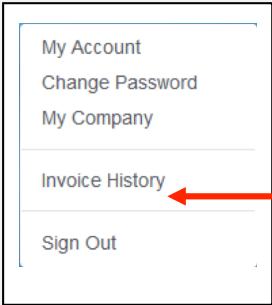 My Account
Change Password
My Company
Invoice History
Sign Out